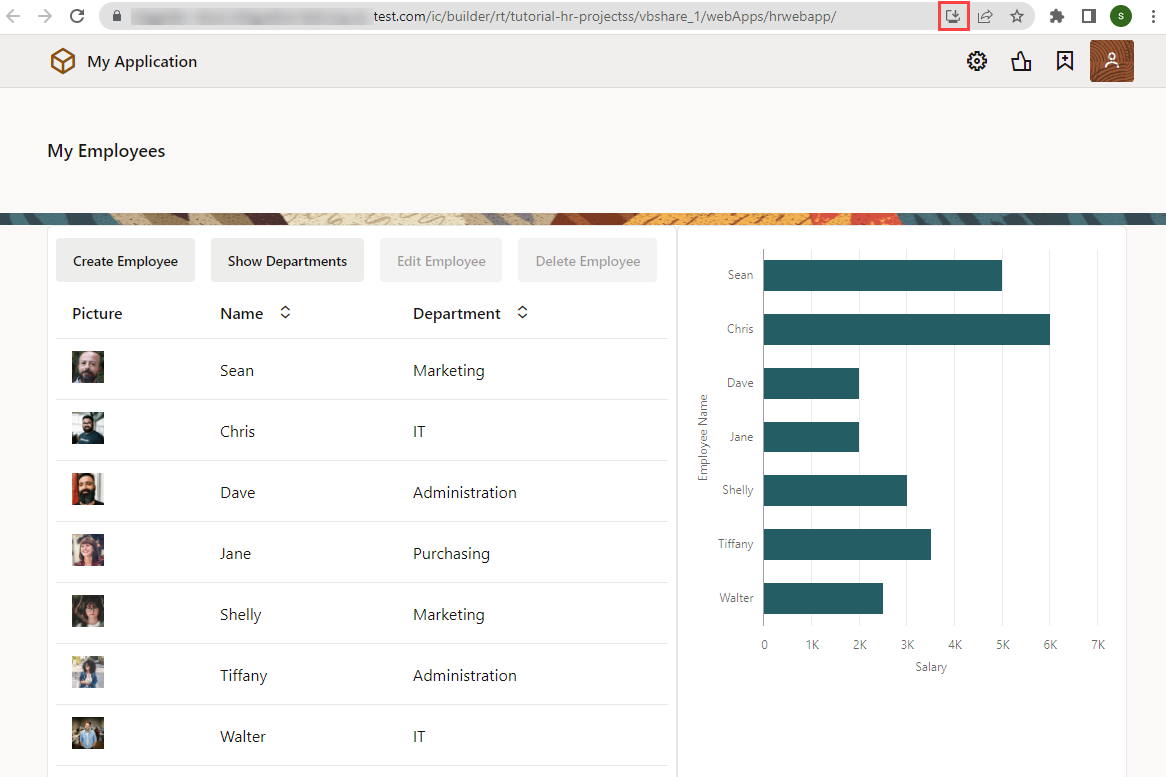 test.com/ic/builder/rt/tutorial-hr-projectss/vbshare_1/webApps/hrwebapp/
S
My Application
My Employees
Create Employee Show Departments Edit Employee Delete Employee
Picture Name Department
Sean Marketing
Chris IT
Dave Administration
Jane Purchasing
Shelly Marketing
Tiffany Administration
Walter IT
Employee Name
Sean
Chris
Dave
Jane
Shelly
Tiffany
Walter
0 1K 2K 3K 4K 5K 6K 7K
Salary